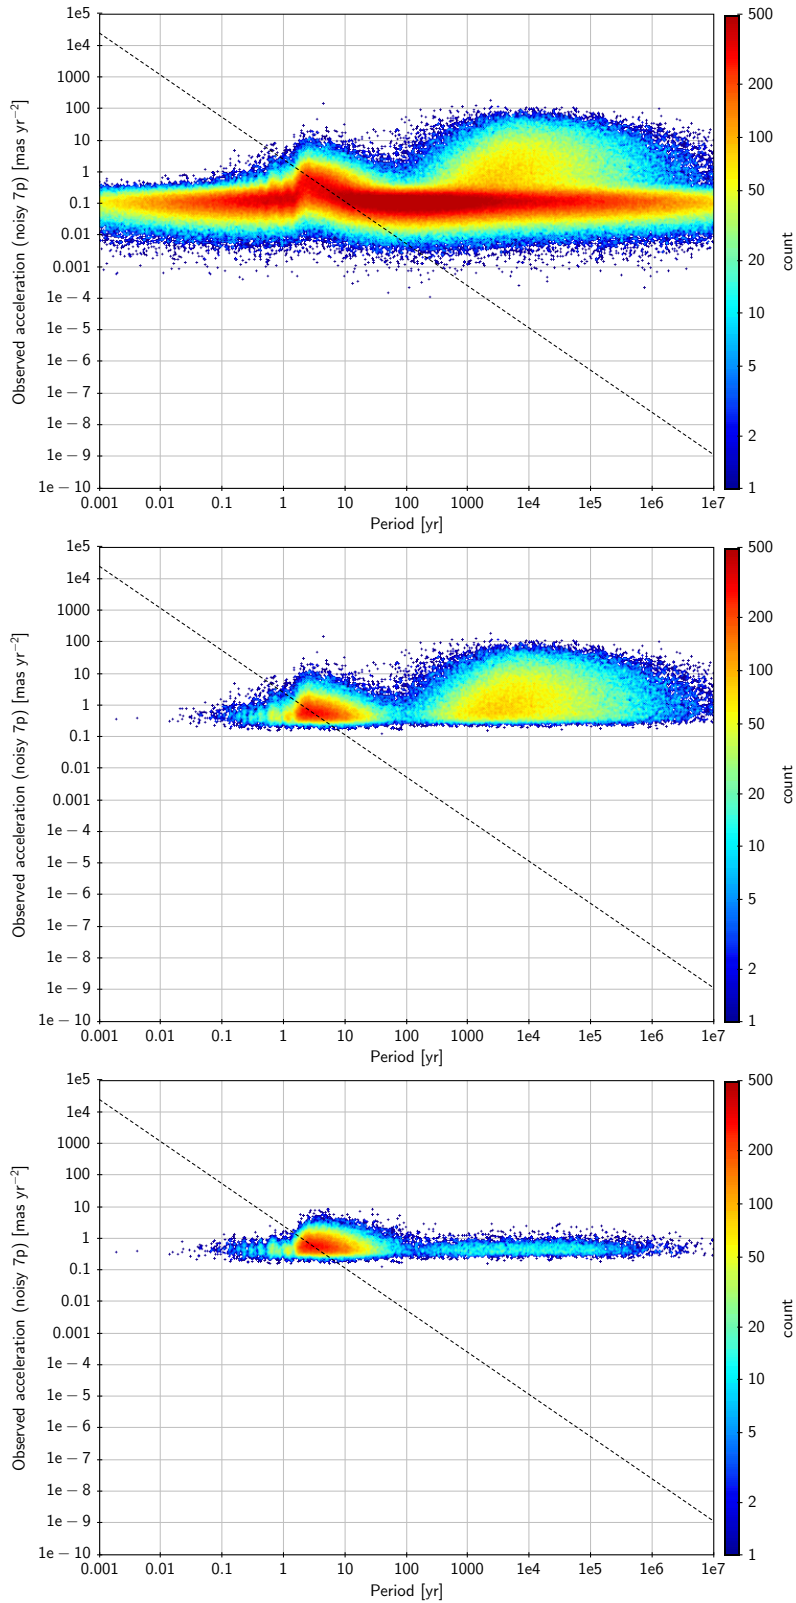 1e5
1e4
1000
100
10
1
0.1
0.01
0.001
1e − 4
1e − 5
1e − 6
1e − 7
1e − 8
1e − 9
1e − 10
Observed acceleration (noisy 7p) [mas yr⁻²]
0.001 0.01 0.1 1 10 100 1000 1e4 1e5 1e6 1e7
Period [yr]
500
200
100
50
20
10
5
2
1
count
1e5
1e4
1000
100
10
1
0.1
0.01
0.001
1e − 4
1e − 5
1e − 6
1e − 7
1e − 8
1e − 9
1e − 10
Observed acceleration (noisy 7p) [mas yr⁻²]
0.001 0.01 0.1 1 10 100 1000 1e4 1e5 1e6 1e7
Period [yr]
500
200
100
50
20
10
5
2
1
count
1e5
1e4
1000
100
10
1
0.1
0.01
0.001
1e − 4
1e − 5
1e − 6
1e − 7
1e − 8
1e − 9
1e − 10
Observed acceleration (noisy 7p) [mas yr⁻²]
0.001 0.01 0.1 1 10 100 1000 1e4 1e5 1e6 1e7
Period [yr]
500
200
100
50
20
10
5
2
1
count